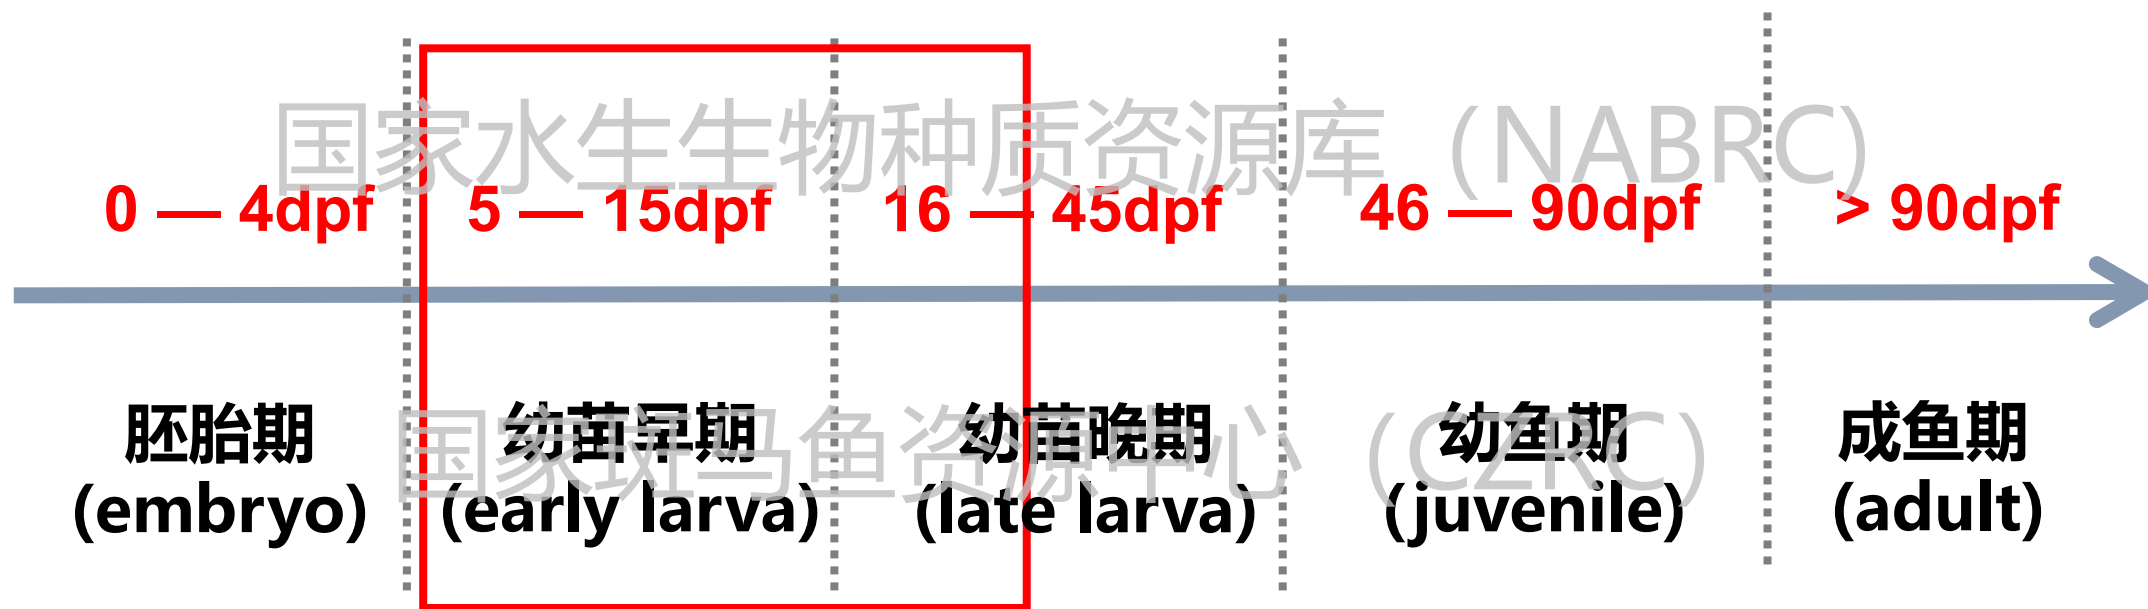 国家水生生物种质资源库（NABRC）
0 — 4dpf
5 — 15dpf
16 — 45dpf
46 — 90dpf
> 90dpf
胚胎期
(embryo)
幼苗早期
(early larva)
幼苗晚期
(late larva)
幼鱼期
(juvenile)
成鱼期
(adult)
国家斑马鱼资源中心（CZRC）